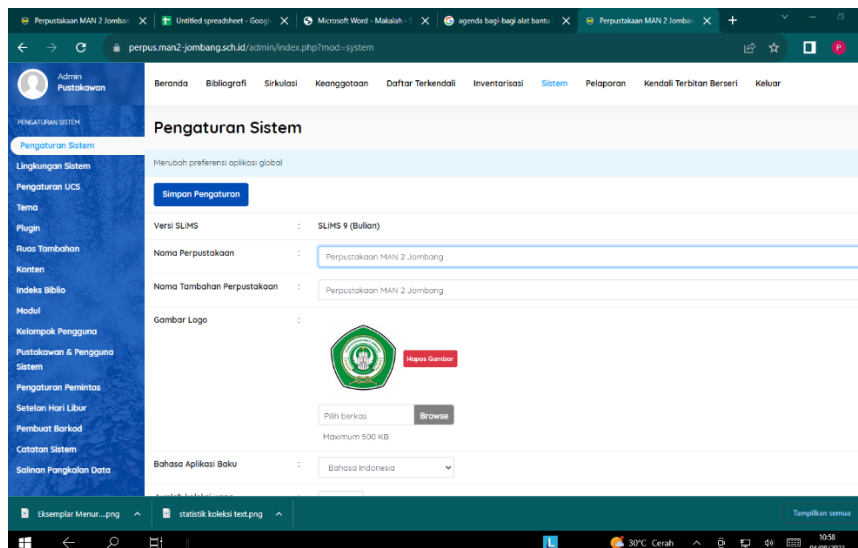 Perpustakaan MAN 2 Jomban
Untitled spreadsheet - Googl
Microsoft Word - Makalah - S
agenda bagi-bagi alat bantu
Perpustakaan MAN 2 Jomban
perpus.man2-jombang.sch.id/admin/index.php?mod=system
P
Admin
Pustakawan
Beranda Bibliografi Sirkulasi Keanggotaan Daftar Terkendali Inventarisasi Sistem Pelaporan Kendali Terbitan Berseri Keluar
PENGATURAN SISTEM
Pengaturan Sistem
Lingkungan Sistem
Pengaturan UCS
Tema
Plugin
Ruas Tambahan
Konten
Indeks Biblio
Modul
Kelompok Pengguna
Pustakawan & Pengguna
Sistem
Pengaturan Pemintas
Setelan Hari Libur
Pembuat Barkod
Catatan Sistem
Salinan Pangkalan Data
Pengaturan Sistem
Merubah preferensi aplikasi global
Simpan Pengaturan
Versi SLiMS : SLiMS 9 (Bulian)
Nama Perpustakaan : Perpustakaan MAN 2 Jombang
Nama Tambahan Perpustakaan : Perpustakaan MAN 2 Jombang
Gambar Logo :
Hapus Gambar
Pilih berkas Browse
Maximum 500 KB
Bahasa Aplikasi Baku : Bahasa Indonesia
Eksemplar Menur....png
statistik koleksi text.png
Tampilkan semua
L
30°C Cerah
10:58